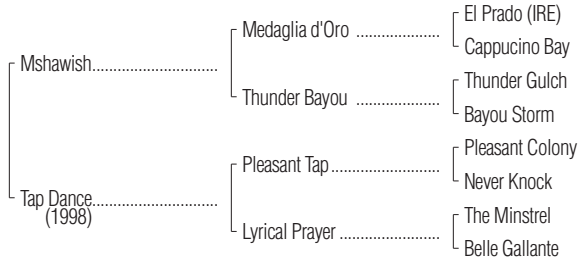 El Prado (IRE)
Medaglia d'Oro ....................
Cappucino Bay
Mshawish..............................
Thunder Gulch
Thunder Bayou ....................
Bayou Storm
Pleasant Colony
Pleasant Tap..........................
Never Knock
Tap Dance..............................
(1998)
The Minstrel
Lyrical Prayer ........................
Belle Gallante